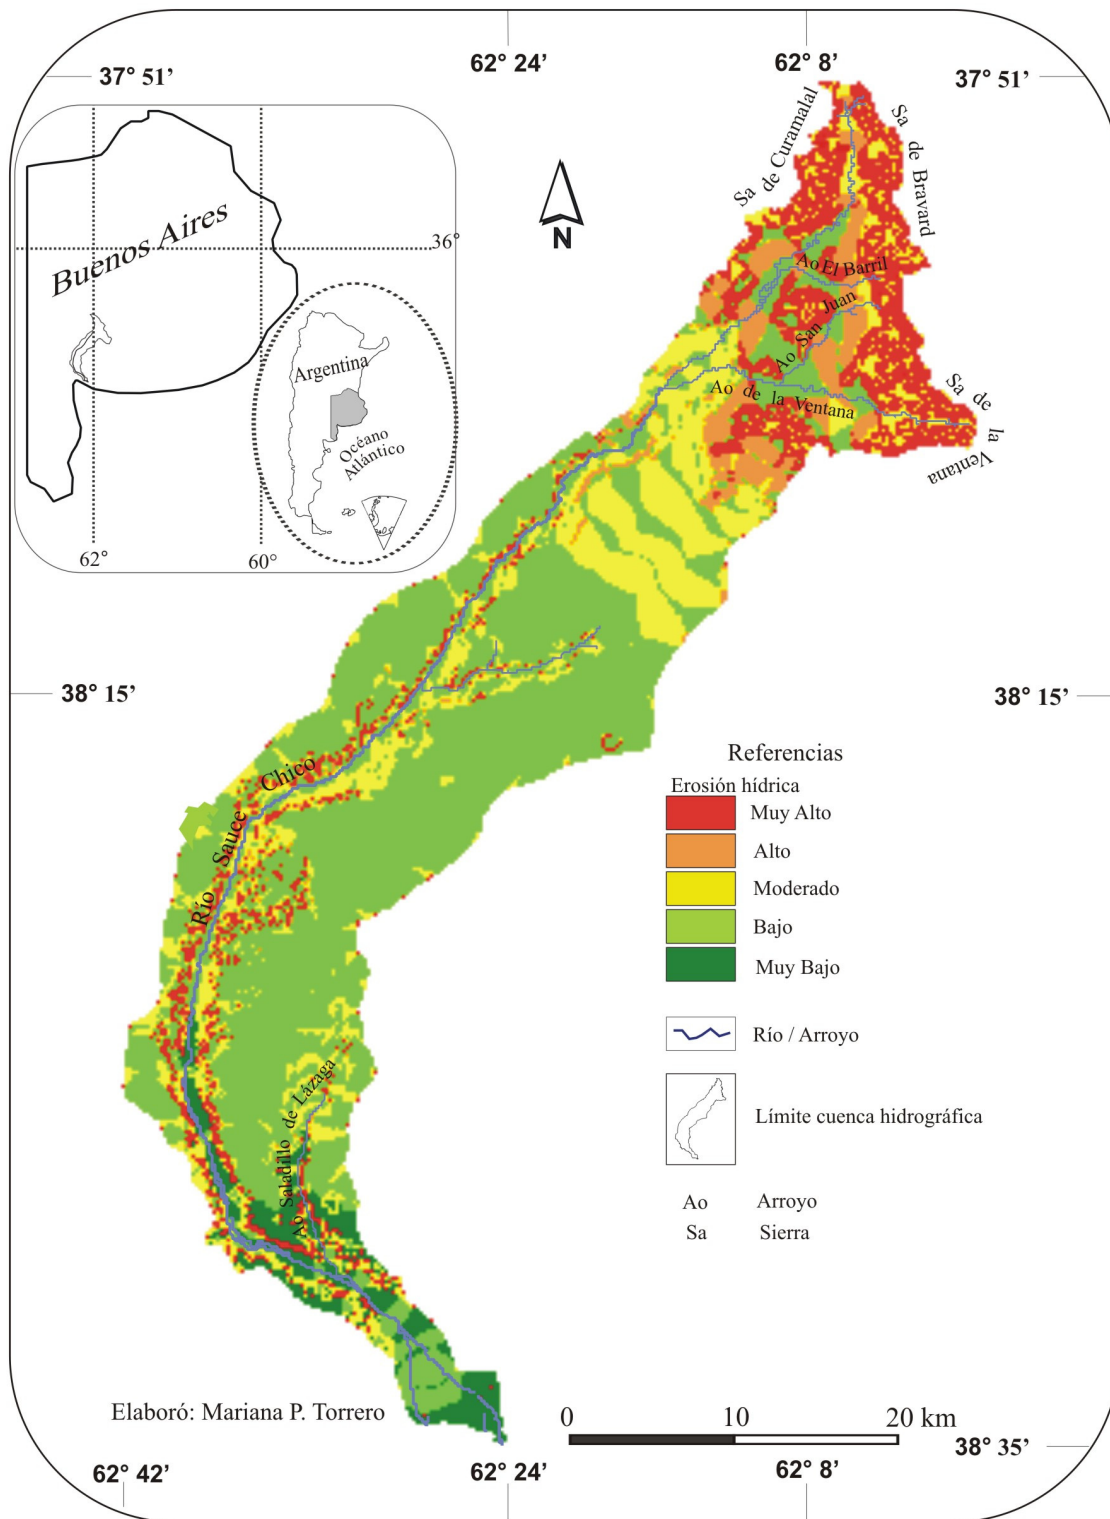 62° 24’
62° 8’
37° 51’
37° 51’
Buenos Aires
36°
62°
60°
Argentina
Océano
Atlántico
N
Sa de Curamalal
Sa de Bravard
Ao El Barril
Ao San Juan
Ao de la Ventana
Sa de la Ventana
38° 15’
38° 15’
Río Sauce Chico
Ao Saladillo de Lázaga
Referencias
Erosión hídrica
Muy Alto
Alto
Moderado
Bajo
Muy Bajo
Río / Arroyo
Límite cuenca hidrográfica
Ao Arroyo
Sa Sierra
Elaboró: Mariana P. Torrero
0 10 20 km
38° 35’
62° 42’
62° 24’
62° 8’